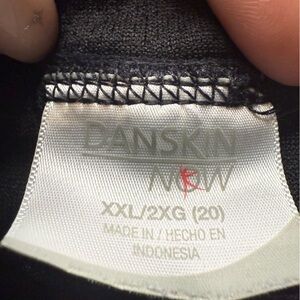 DANSKIN
NOW
XXL/2XG (20)
MADE IN / HECHO EN
INDONESIA